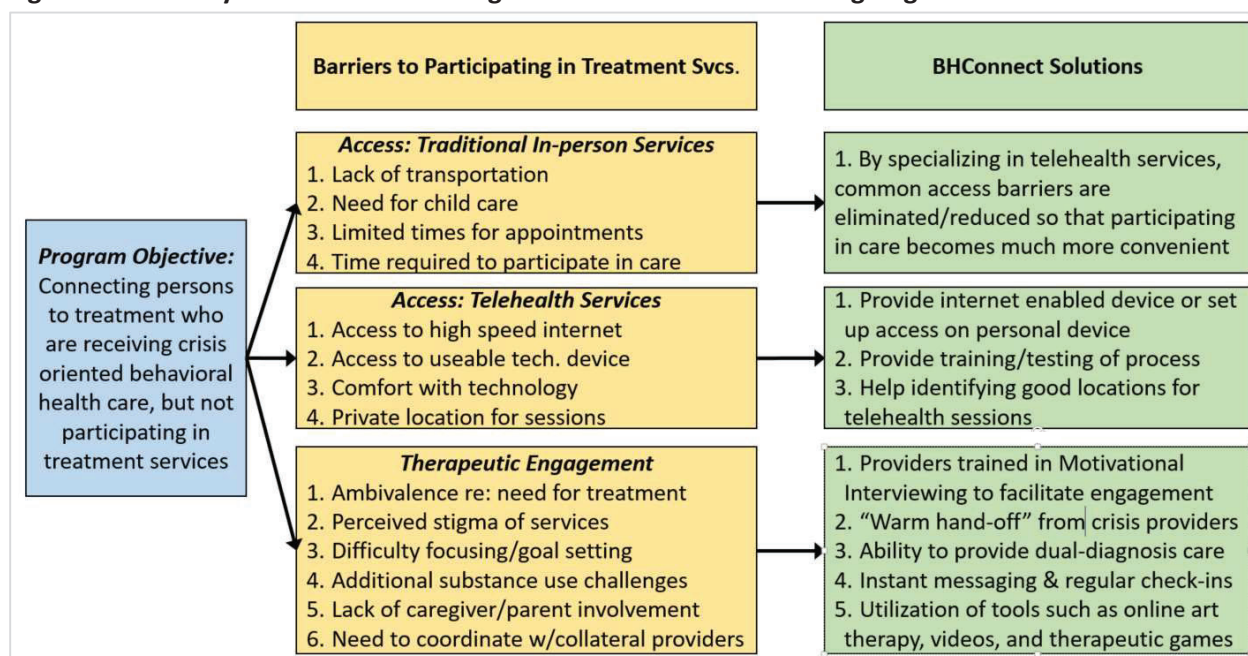 Barriers to Participating in Treatment Svcs.
BHConnect Solutions
Program Objective:
Connecting persons
to treatment who
are receiving crisis
oriented behavioral
health care, but not
participating in
treatment services
Access: Traditional In-person Services
1. Lack of transportation
2. Need for child care
3. Limited times for appointments
4. Time required to participate in care
1. By specializing in telehealth services,
common access barriers are
eliminated/reduced so that participating
in care becomes much more convenient
Access: Telehealth Services
1. Access to high speed internet
2. Access to useable tech. device
3. Comfort with technology
4. Private location for sessions
1. Provide internet enabled device or set
up access on personal device
2. Provide training/testing of process
3. Help identifying good locations for
telehealth sessions
Therapeutic Engagement
1. Ambivalence re: need for treatment
2. Perceived stigma of services
3. Difficulty focusing/goal setting
4. Additional substance use challenges
5. Lack of caregiver/parent involvement
6. Need to coordinate w/collateral providers
1. Providers trained in Motivational
Interviewing to facilitate engagement
2. “Warm hand-off” from crisis providers
3. Ability to provide dual-diagnosis care
4. Instant messaging & regular check-ins
5. Utilization of tools such as online art
therapy, videos, and therapeutic games